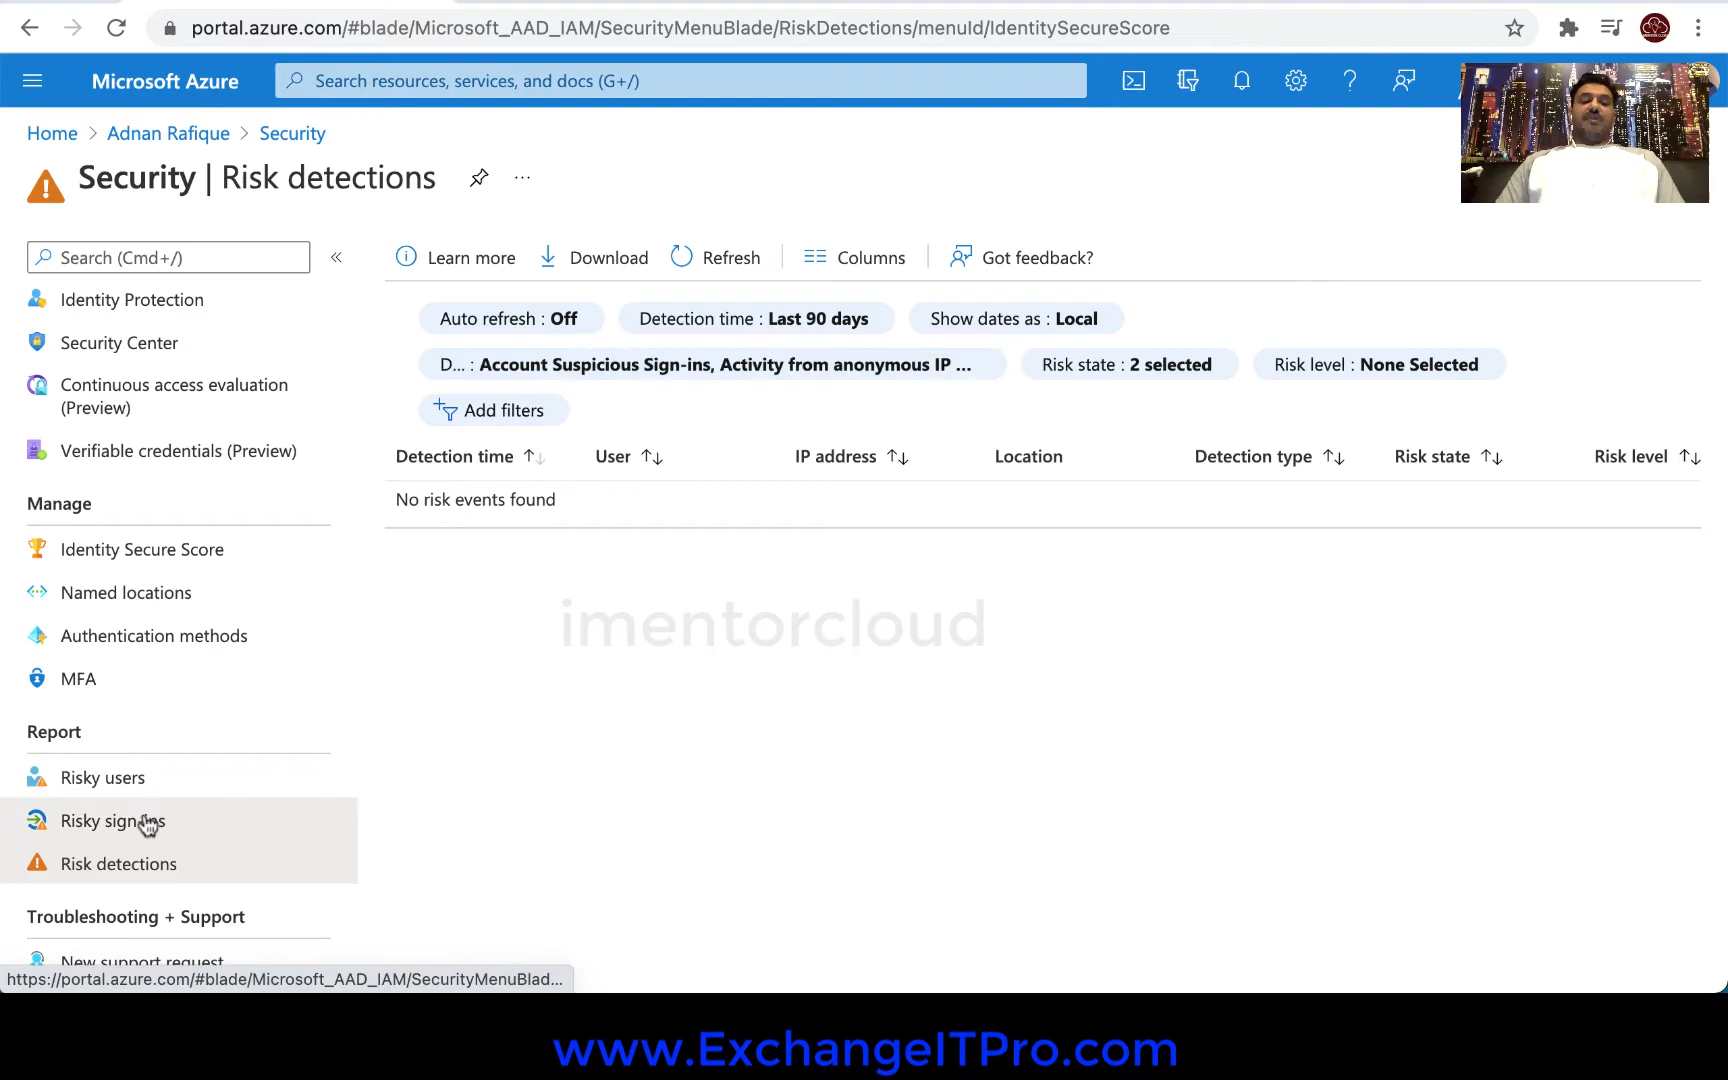 portal.azure.com/#blade/Microsoft_AAD_IAM/SecurityMenuBlade/RiskDetections/menuId/IdentitySecureScore
Microsoft Azure
Search resources, services, and docs (G+/)
Home > Adnan Rafique > Security
Security | Risk detections
Search (Cmd+/)
Identity Protection
Security Center
Continuous access evaluation
(Preview)
Verifiable credentials (Preview)
Manage
Identity Secure Score
Named locations
Authentication methods
MFA
Report
Risky users
Risky sign-ins
Risk detections
Troubleshooting + Support
New support request
Learn more
Download
Refresh
Columns
Got feedback?
Auto refresh : Off
Detection time : Last 90 days
Show dates as : Local
D... : Account Suspicious Sign-ins, Activity from anonymous IP ...
Risk state : 2 selected
Risk level : None Selected
Add filters
Detection time User IP address Location Detection type Risk state Risk level
No risk events found
imentorcloud
https://portal.azure.com/#blade/Microsoft_AAD_IAM/SecurityMenuBlad...
www.ExchangeITPro.com